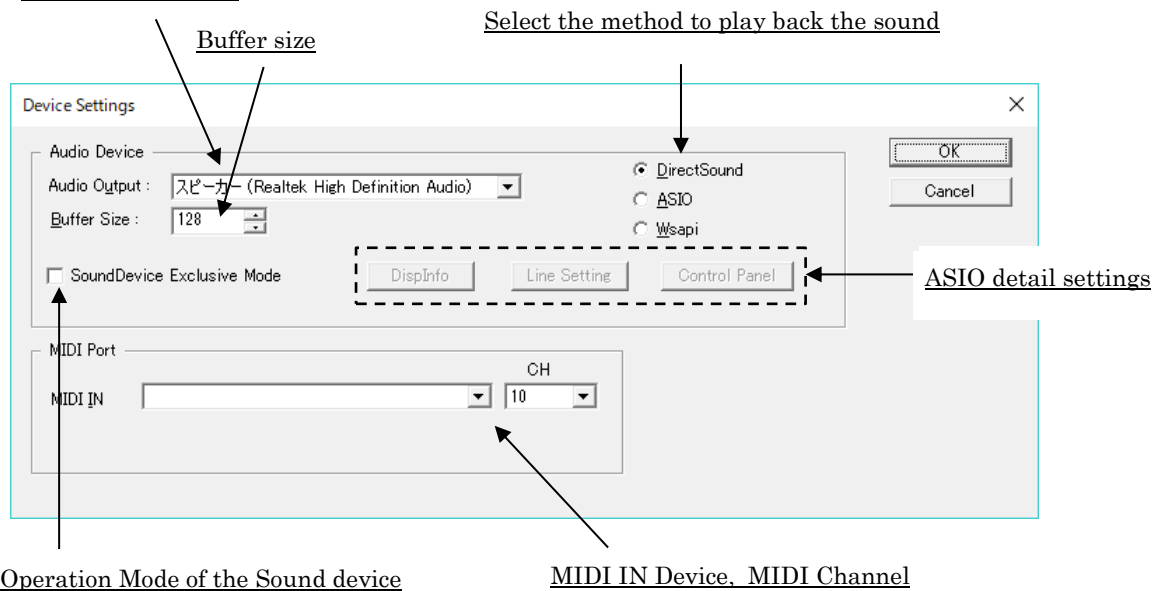 Select the method to play back the sound
Buffer size
Device Settings
Audio Device
Audio Output : スピーカー (Realtek High Definition Audio)
Buffer Size : 128
DirectSound
ASIO
Wsapi
OK
Cancel
SoundDevice Exclusive Mode
DispInfo Line Setting Control Panel
ASIO detail settings
MIDI Port
CH
MIDI IN 10
Operation Mode of the Sound device
MIDI IN Device, MIDI Channel